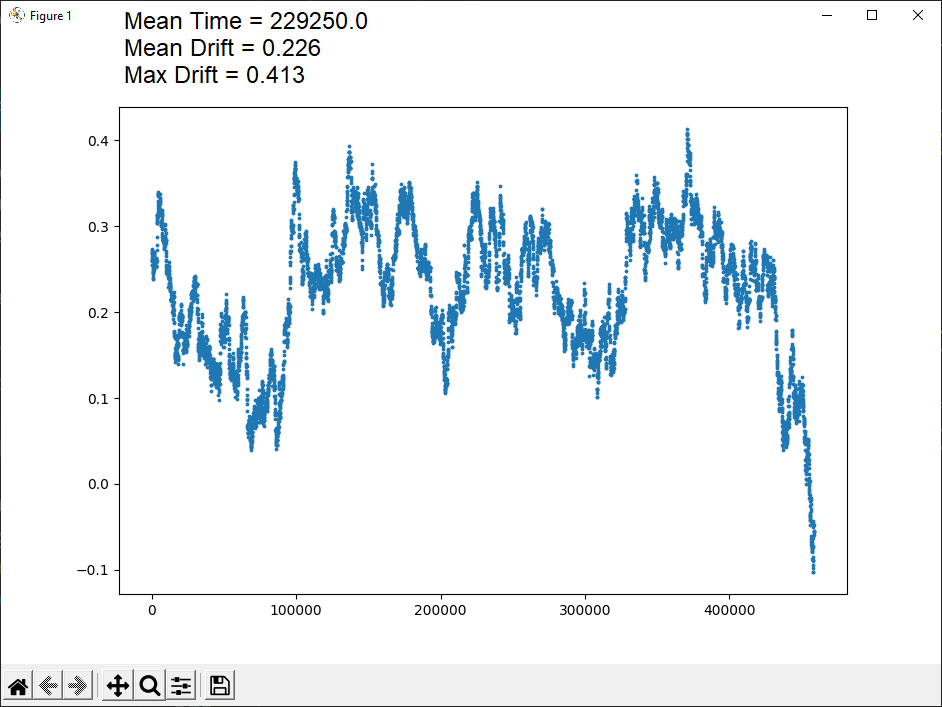 Figure 1
Mean Time = 229250.0
Mean Drift = 0.226
Max Drift = 0.413
0.4
0.3
0.2
0.1
0.0
−0.1
0 100000 200000 300000 400000